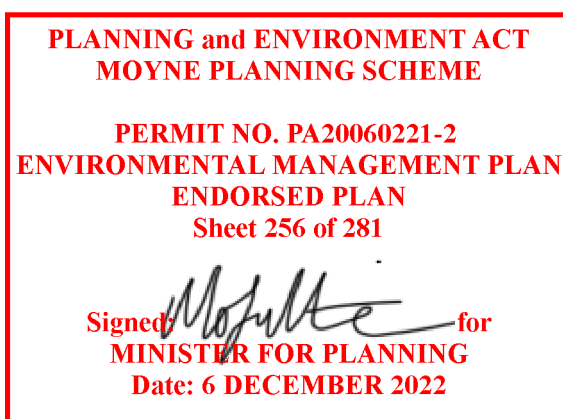 PLANNING and ENVIRONMENT ACT
MOYNE PLANNING SCHEME
PERMIT NO. PA20060221-2
ENVIRONMENTAL MANAGEMENT PLAN
ENDORSED PLAN
Sheet 256 of 281
Signed: for
MINISTER FOR PLANNING
Date: 6 DECEMBER 2022